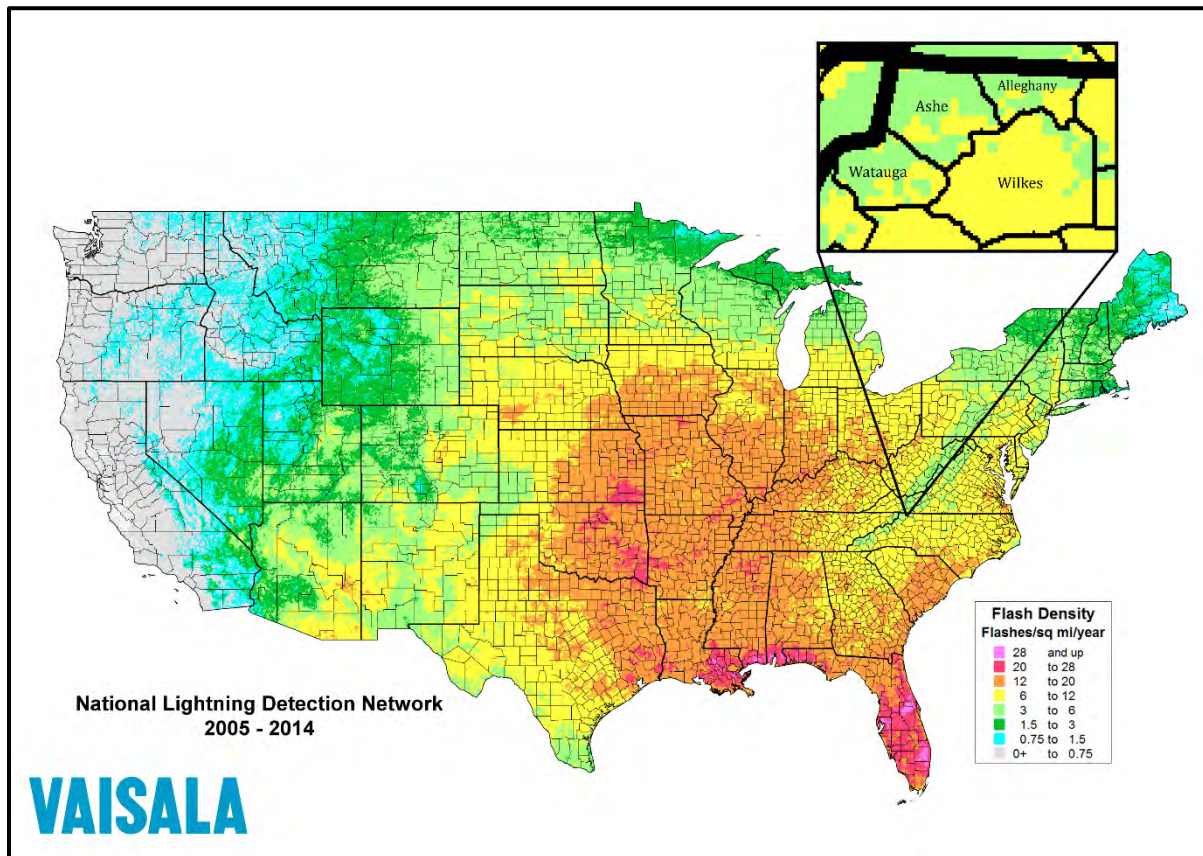 Alleghany
Ashe
Watauga
Wilkes
Flash Density
Flashes/sq mi/year
28 and up
20 to 28
12 to 20
6 to 12
3 to 6
1.5 to 3
0.75 to 1.5
0+ to 0.75
National Lightning Detection Network
2005 - 2014
VAISALA